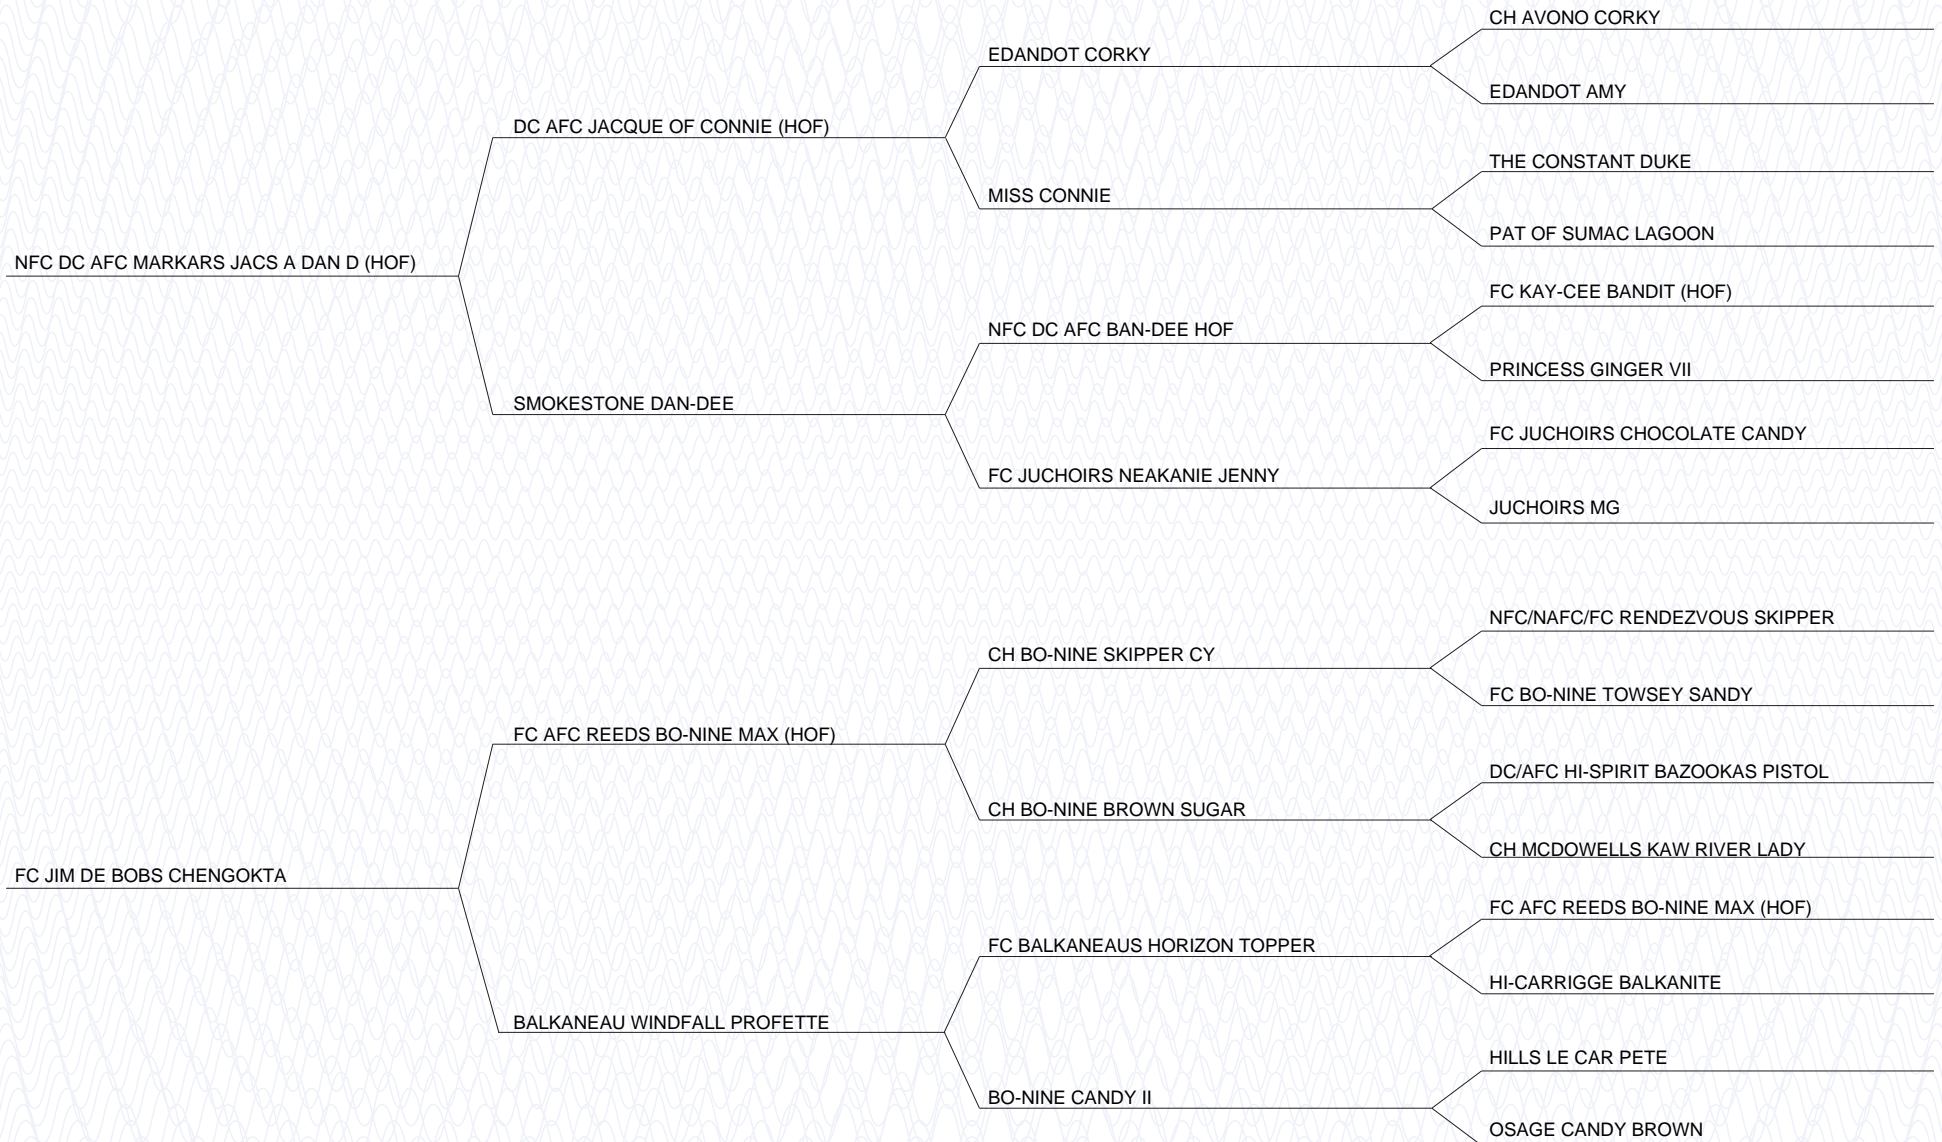 CH AVONO CORKY
EDANDOT CORKY
EDANDOT AMY
DC AFC JACQUE OF CONNIE (HOF)
THE CONSTANT DUKE
MISS CONNIE
PAT OF SUMAC LAGOON
NFC DC AFC MARKARS JACS A DAN D (HOF)
FC KAY-CEE BANDIT (HOF)
NFC DC AFC BAN-DEE HOF
PRINCESS GINGER VII
SMOKESTONE DAN-DEE
FC JUCHOIRS CHOCOLATE CANDY
FC JUCHOIRS NEAKANIE JENNY
JUCHOIRS MG
NFC/NAFC/FC RENDEZVOUS SKIPPER
CH BO-NINE SKIPPER CY
FC BO-NINE TOWSEY SANDY
FC AFC REEDS BO-NINE MAX (HOF)
DC/AFC HI-SPIRIT BAZOOKAS PISTOL
CH BO-NINE BROWN SUGAR
CH MCDOWELLS KAW RIVER LADY
FC JIM DE BOBS CHENGOKTA
FC AFC REEDS BO-NINE MAX (HOF)
FC BALKANEAUS HORIZON TOPPER
HI-CARRIGGE BALKANITE
BALKANEAU WINDFALL PROFETTE
HILLS LE CAR PETE
BO-NINE CANDY II
OSAGE CANDY BROWN